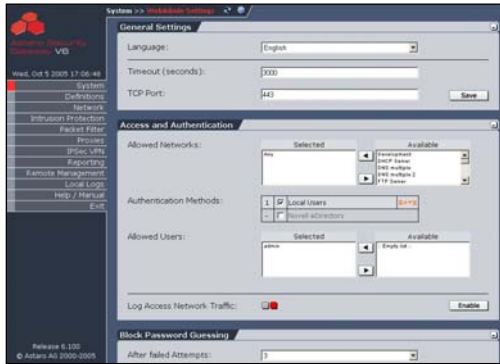 System >> WebAdmin Settings
Astaro Security
Gateway V6
Wed, Oct 5 2005 17:06:48
System
Definitions
Network
Intrusion Protection
Packet Filter
Proxies
IPSec VPNs
Reporting
Remote Management
Local Logs
Help / Manual
Exit
Release 6.100
© Astaro AG 2000-2005
General Settings
Language:
English
Timeout (seconds):
3000
TCP Port:
443
Save
Access and Authentication
Allowed Networks:
Selected
Available
Any
Development
DHCP Server
DNS multiple
DNS multiple 2
FTP Server
Authentication Methods:
1
Local Users
-
Novell eDirectory
Allowed Users:
Selected
Available
admin
: Empty list :
Log Access Network Traffic:
Enable
Block Password Guessing
After failed Attempts:
3